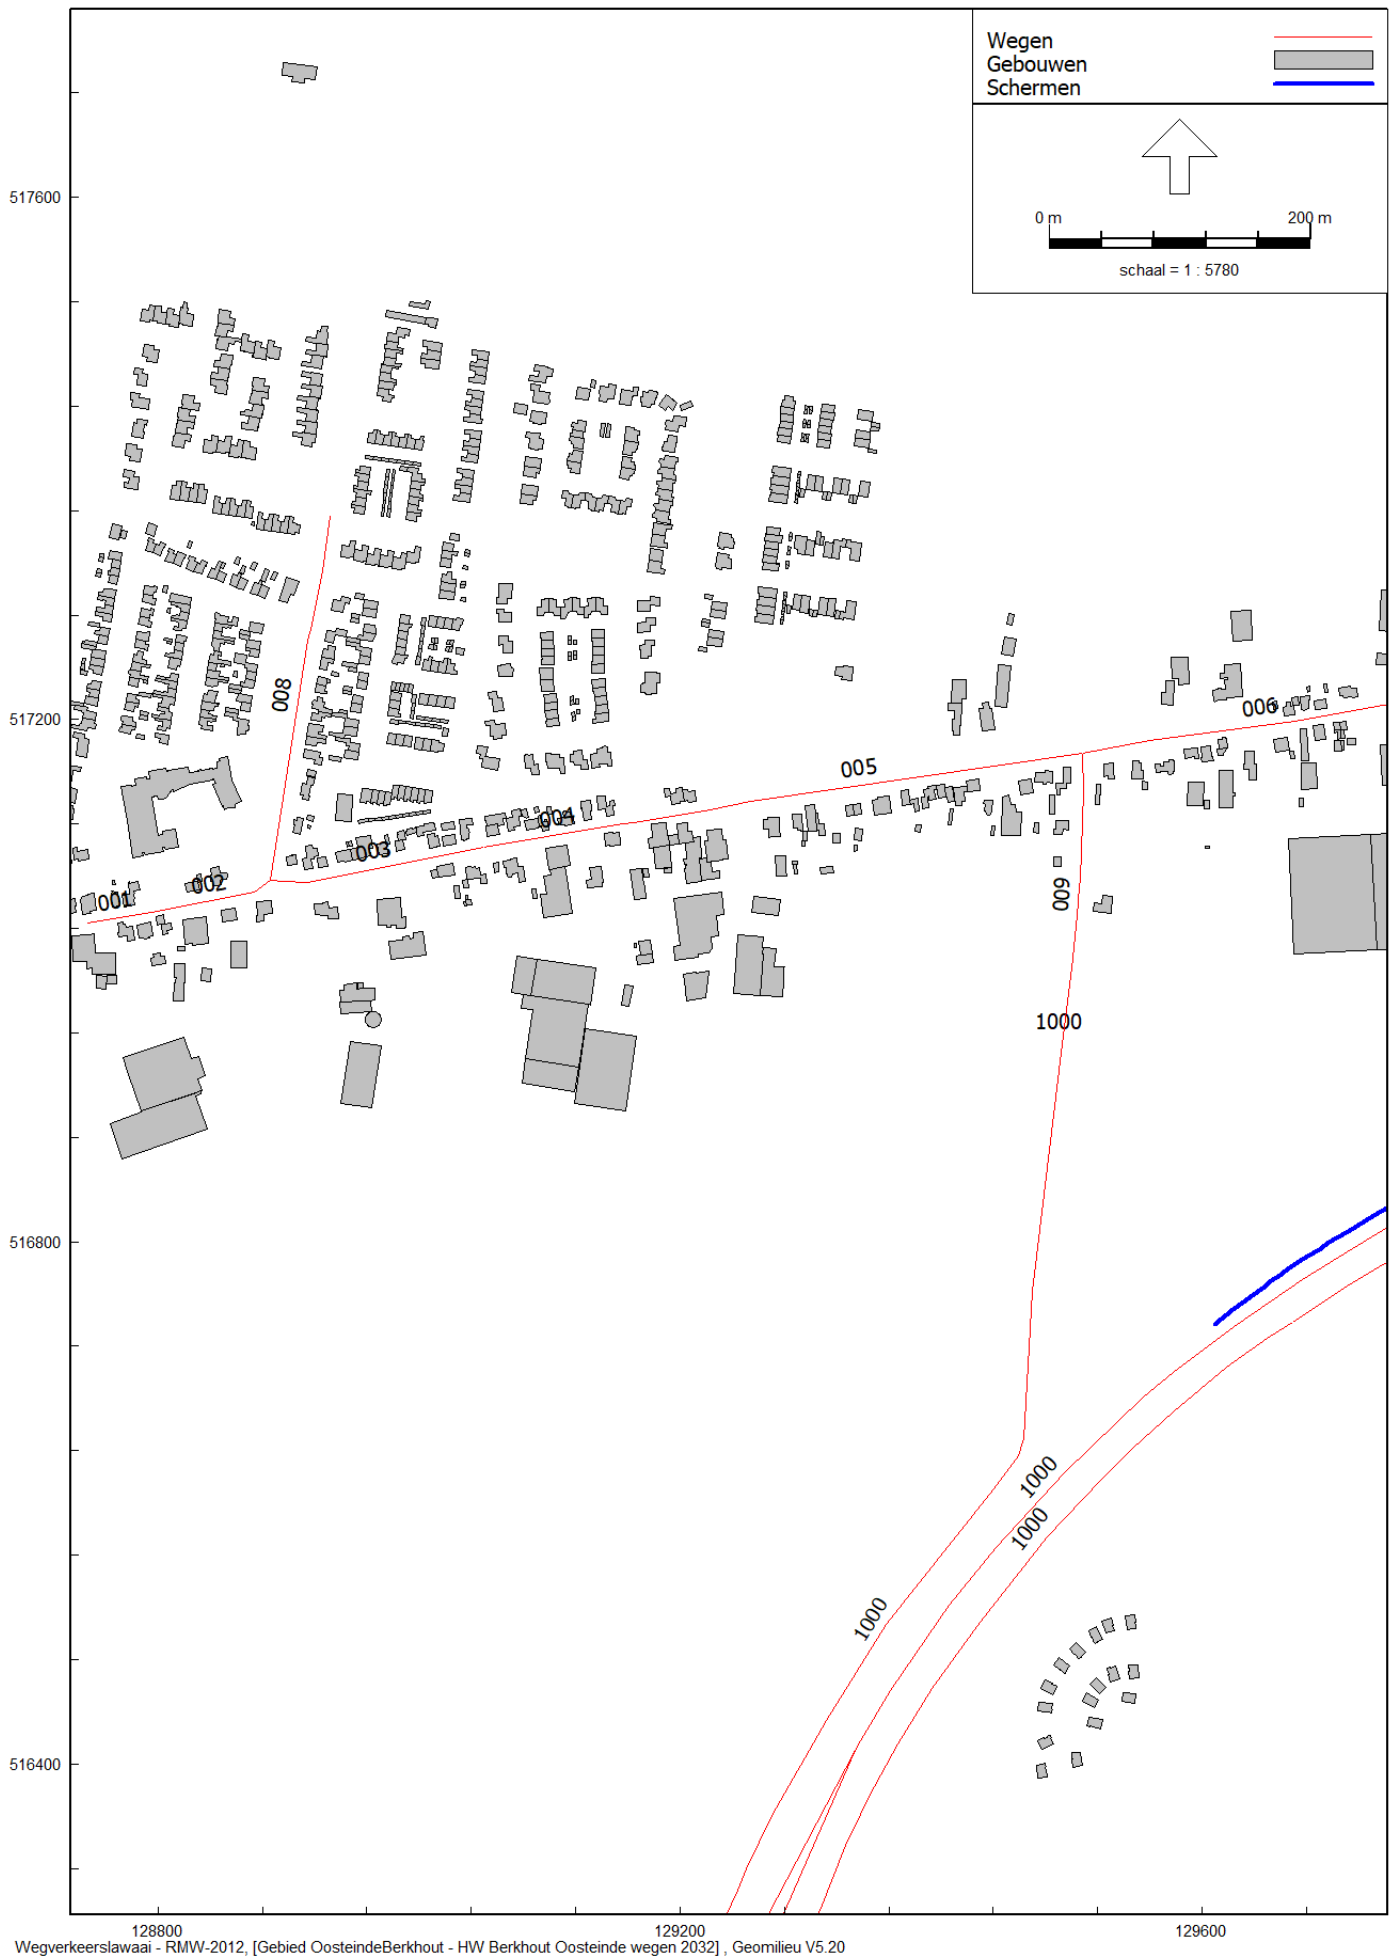 Wegen
Gebouwen
Schermen
0 m 200 m
schaal = 1 : 5780
517600
517200
516800
516400
008
006
005
004
003
002
001
009
1000
1000
1000
1000
128800 129200 129600
Wegverkeerslawaai - RMW-2012, [Gebied OosteindeBerkhout - HW Berkhout Oosteinde wegen 2032] , Geomilieu V5.20